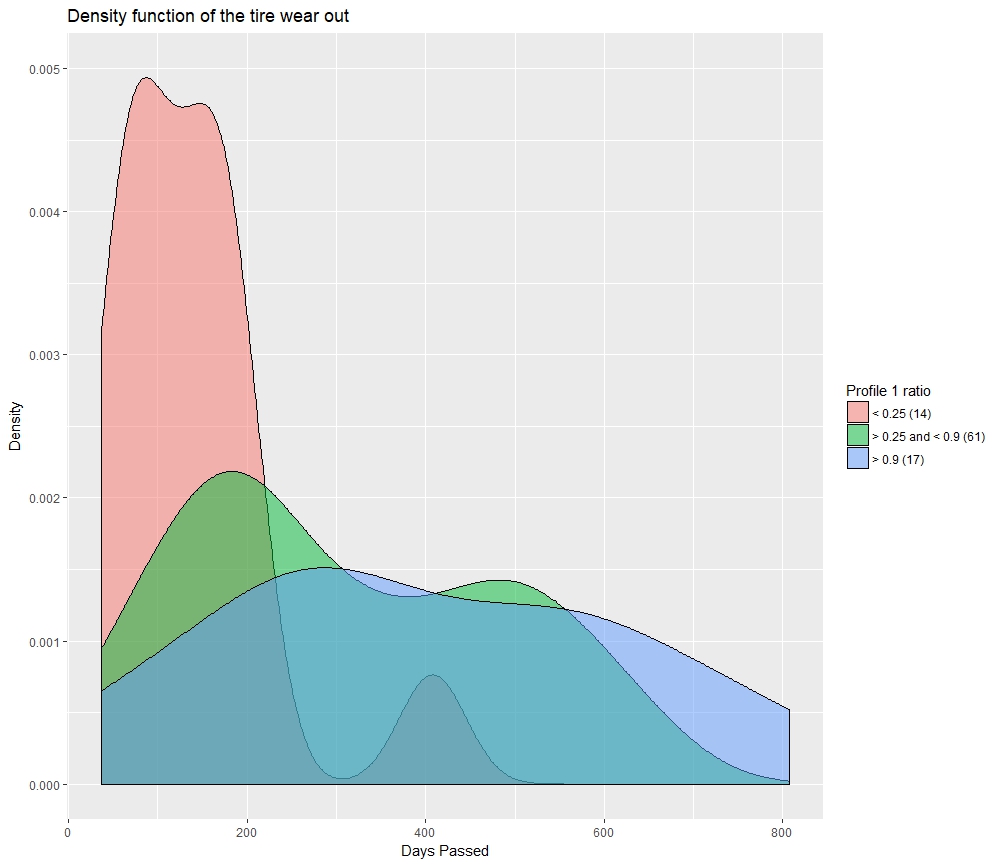 Density function of the tire wear out
0.005
0.004
0.003
0.002
0.001
0.000
Density
0 200 400 600 800
Days Passed
Profile 1 ratio
< 0.25 (14)
> 0.25 and < 0.9 (61)
> 0.9 (17)